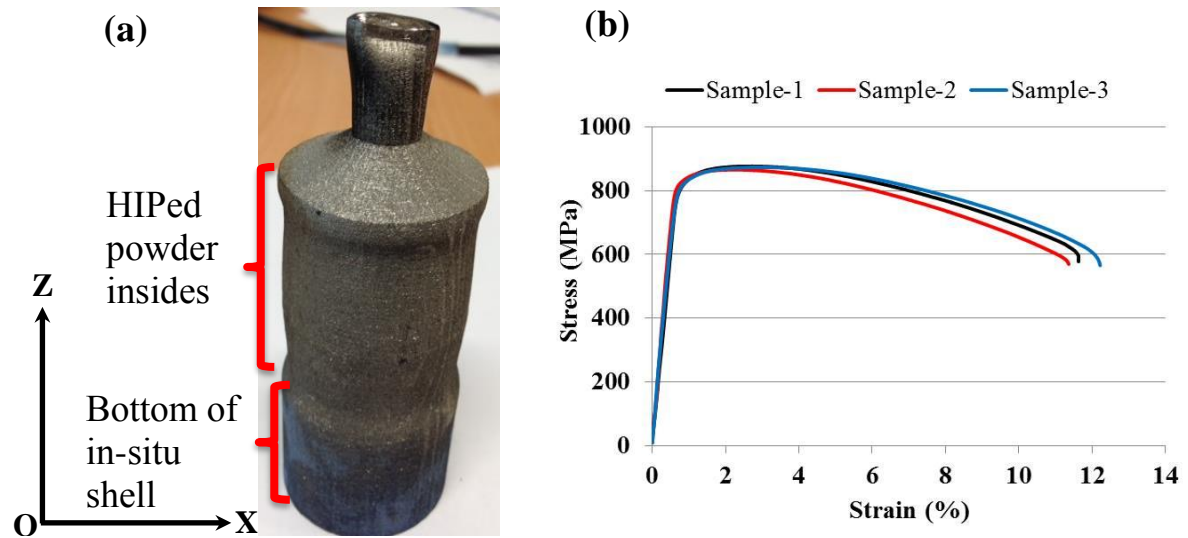 (a)
HIPed
powder
insides
Bottom of
in-situ
shell
Z
O
X
(b)
Sample-1 Sample-2 Sample-3
Stress (MPa)
1000
800
600
400
200
0
0 2 4 6 8 10 12 14
Strain (%)